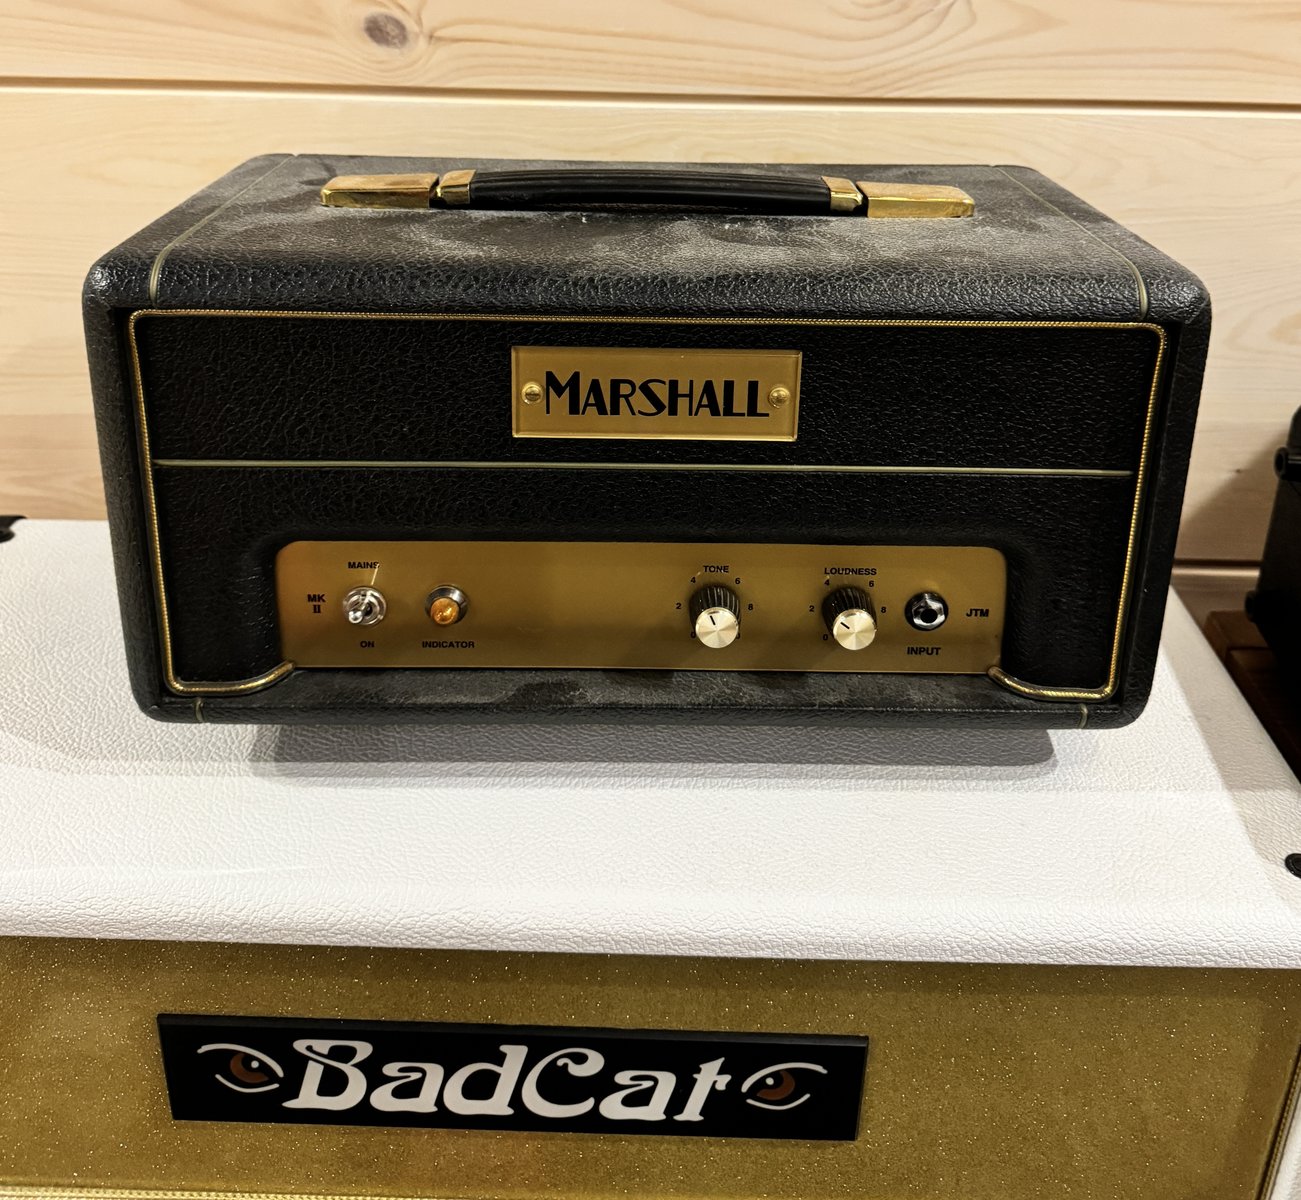 MARSHALL
MAINS
MK
II
ON
INDICATOR
TONE
4 6
2 8
0
LOUDNESS
4 6
2 8
0
INPUT
JTM
BadCat